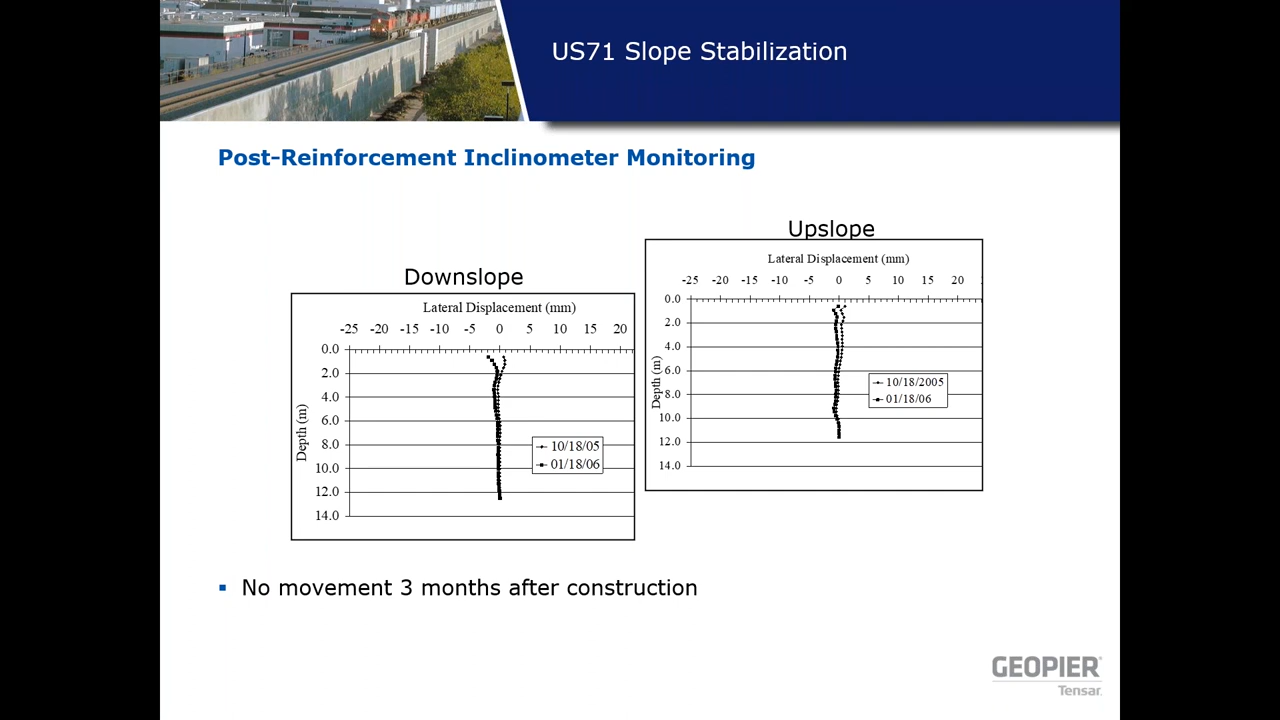 US71 Slope Stabilization
Post-Reinforcement Inclinometer Monitoring
Downslope
Lateral Displacement (mm)
-25 -20 -15 -10 -5 0 5 10 15 20
0.0
2.0
4.0
6.0
8.0
10.0
12.0
14.0
Depth (m)
10/18/05
01/18/06
Upslope
Lateral Displacement (mm)
-25 -20 -15 -10 -5 0 5 10 15 20
0.0
2.0
4.0
6.0
8.0
10.0
12.0
14.0
Depth (m)
10/18/2005
01/18/06
▪ No movement 3 months after construction
GEOPIER®
Tensar